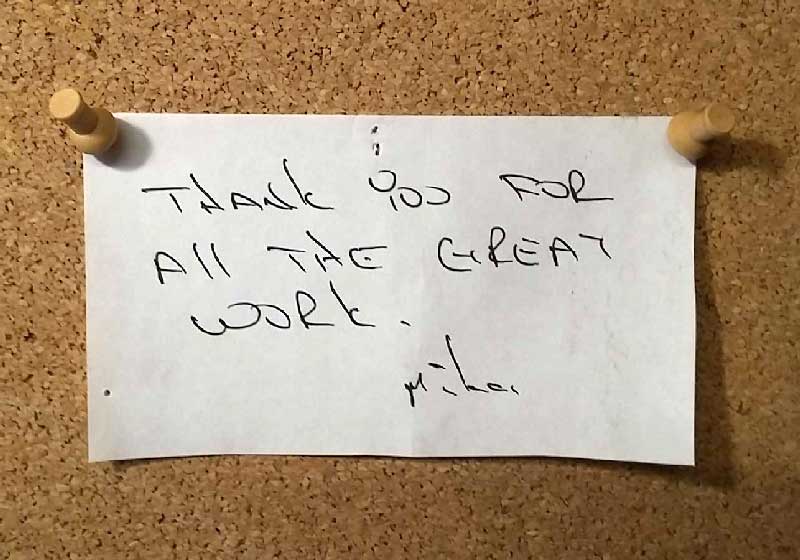 THANK YOU FOR
All THE GREAT
WORK.
Mike.